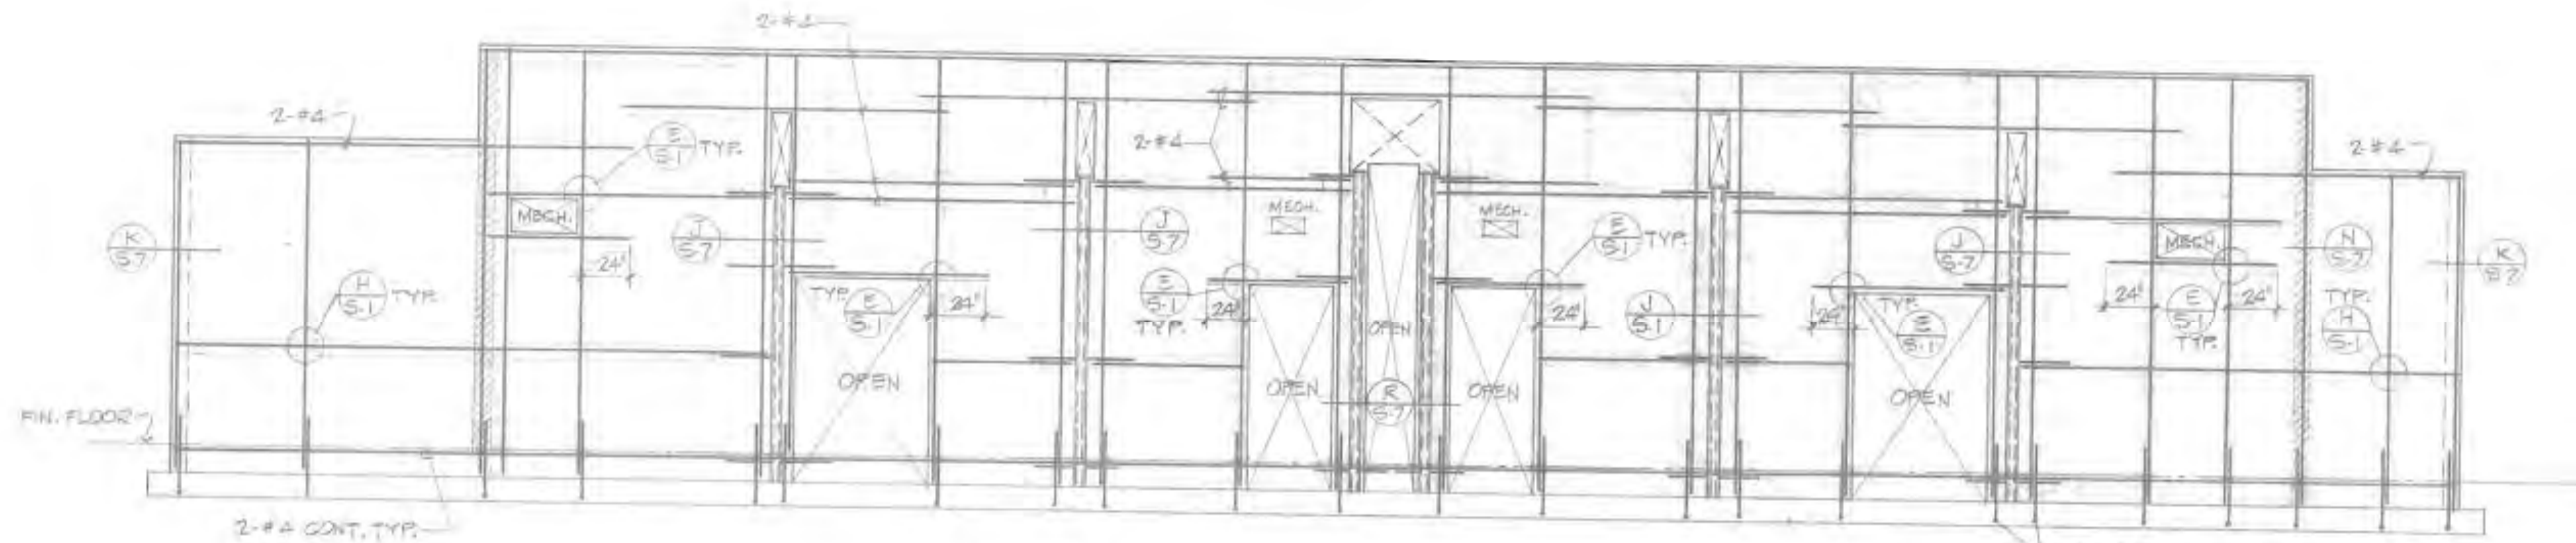 2-#4
2-#4
E
S-1
TYP.
2-#4
2-#4
MECH.
MECH.
MECH.
MECH.
K
S-7
J
S-7
J
S-7
E
S-1
TYP.
J
S-7
N
S-7
K
S-7
24"
H
S-1
TYP.
TYP.
E
S-1
24"
E
S-1
TYP.
24"
24"
J
S-1
24"
TYP.
E
S-1
24"
E
S-1
TYP.
24"
TYP.
H
S-1
OPEN
OPEN
OPEN
OPEN
OPEN
R
S-7
FIN. FLOOR
2-#4 CONT. TYP.